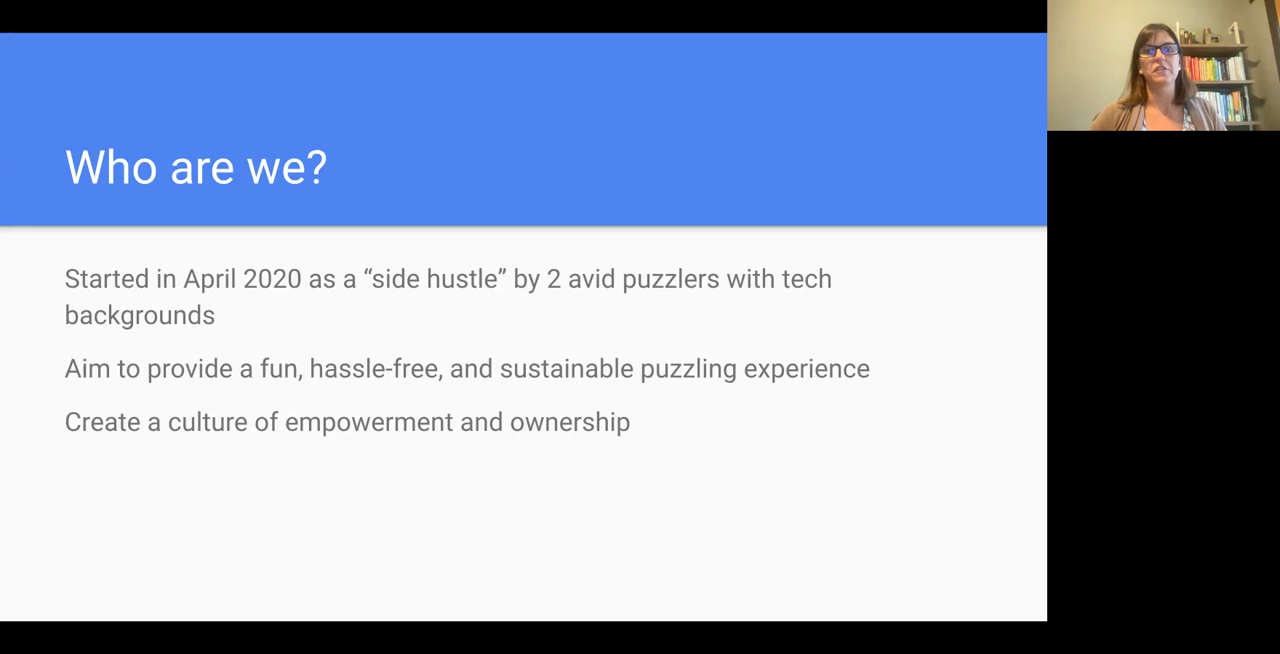 Who are we?
Started in April 2020 as a “side hustle” by 2 avid puzzlers with tech
backgrounds
Aim to provide a fun, hassle-free, and sustainable puzzling experience
Create a culture of empowerment and ownership